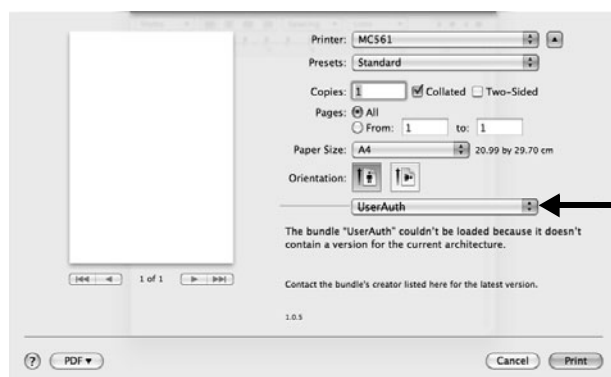 Printer: MC561
Presets: Standard
Copies: 1 Collated Two-Sided
Pages: All
From: 1 to: 1
Paper Size: A4 20.99 by 29.70 cm
Orientation:
UserAuth
The bundle "UserAuth" couldn't be loaded because it doesn't
contain a version for the current architecture.
1 of 1
Contact the bundle's creator listed here for the latest version.
1.0.5
? PDF Cancel Print